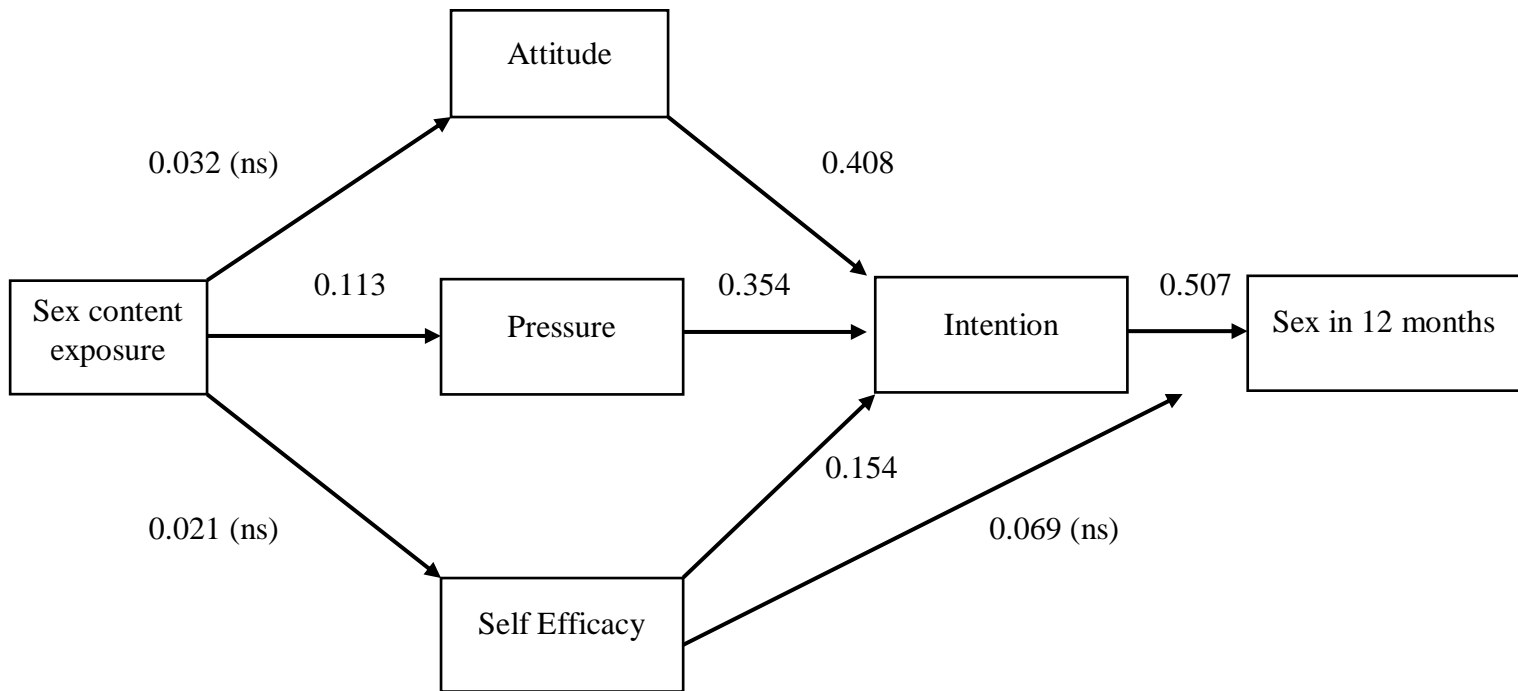 Attitude
0.032 (ns)
0.408
Sex content
exposure
0.113
Pressure
0.354
Intention
0.507
Sex in 12 months
0.021 (ns)
0.154
0.069 (ns)
Self Efficacy